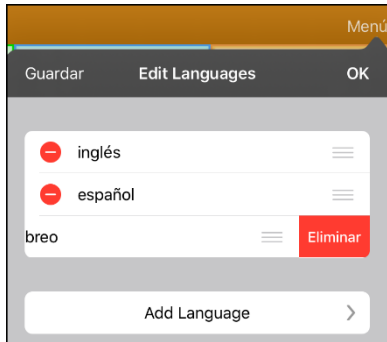 Menú
Guardar Edit Languages OK
inglés
español
breo Eliminar
Add Language